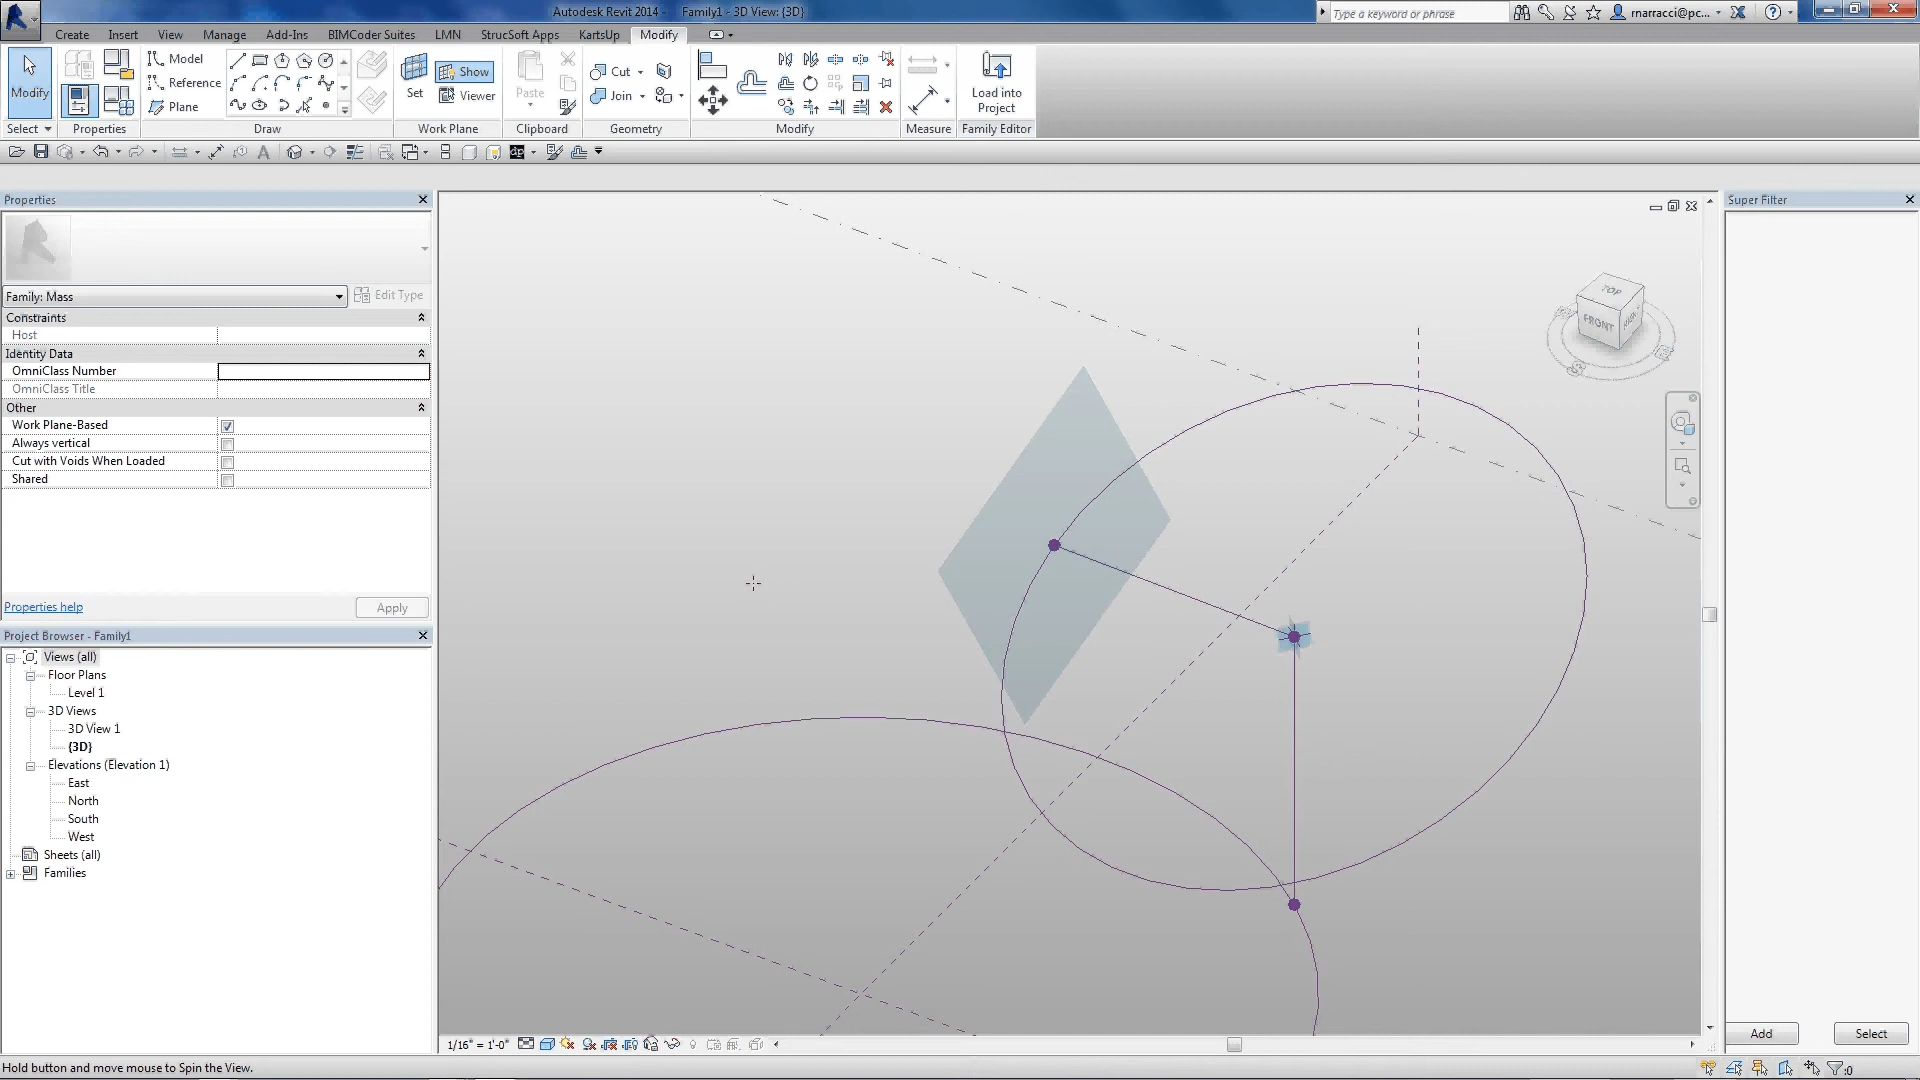 Autodesk Revit 2014 - Family1 - 3D View: {3D}
Type a keyword or phrase
rnarracci@pc...
Create Insert View Manage Add-Ins BIMCoder Suites LMN StrucSoft Apps KartsUp Modify
Modify
Model
Reference
Plane
Set
Show
Viewer
Paste
Cut
Join
Load into
Project
Select Properties Draw Work Plane Clipboard Geometry Modify Measure Family Editor
Properties
Super Filter
Family: Mass
Edit Type
Constraints
Host
Identity Data
OmniClass Number
OmniClass Title
Other
Work Plane-Based
Always vertical
Cut with Voids When Loaded
Shared
Properties help
Apply
TOP
FRONT
Project Browser - Family1
Views (all)
Floor Plans
Level 1
3D Views
3D View 1
{3D}
Elevations (Elevation 1)
East
North
South
West
Sheets (all)
Families
Add
Select
1/16" = 1'-0"
Hold button and move mouse to Spin the View.
:0